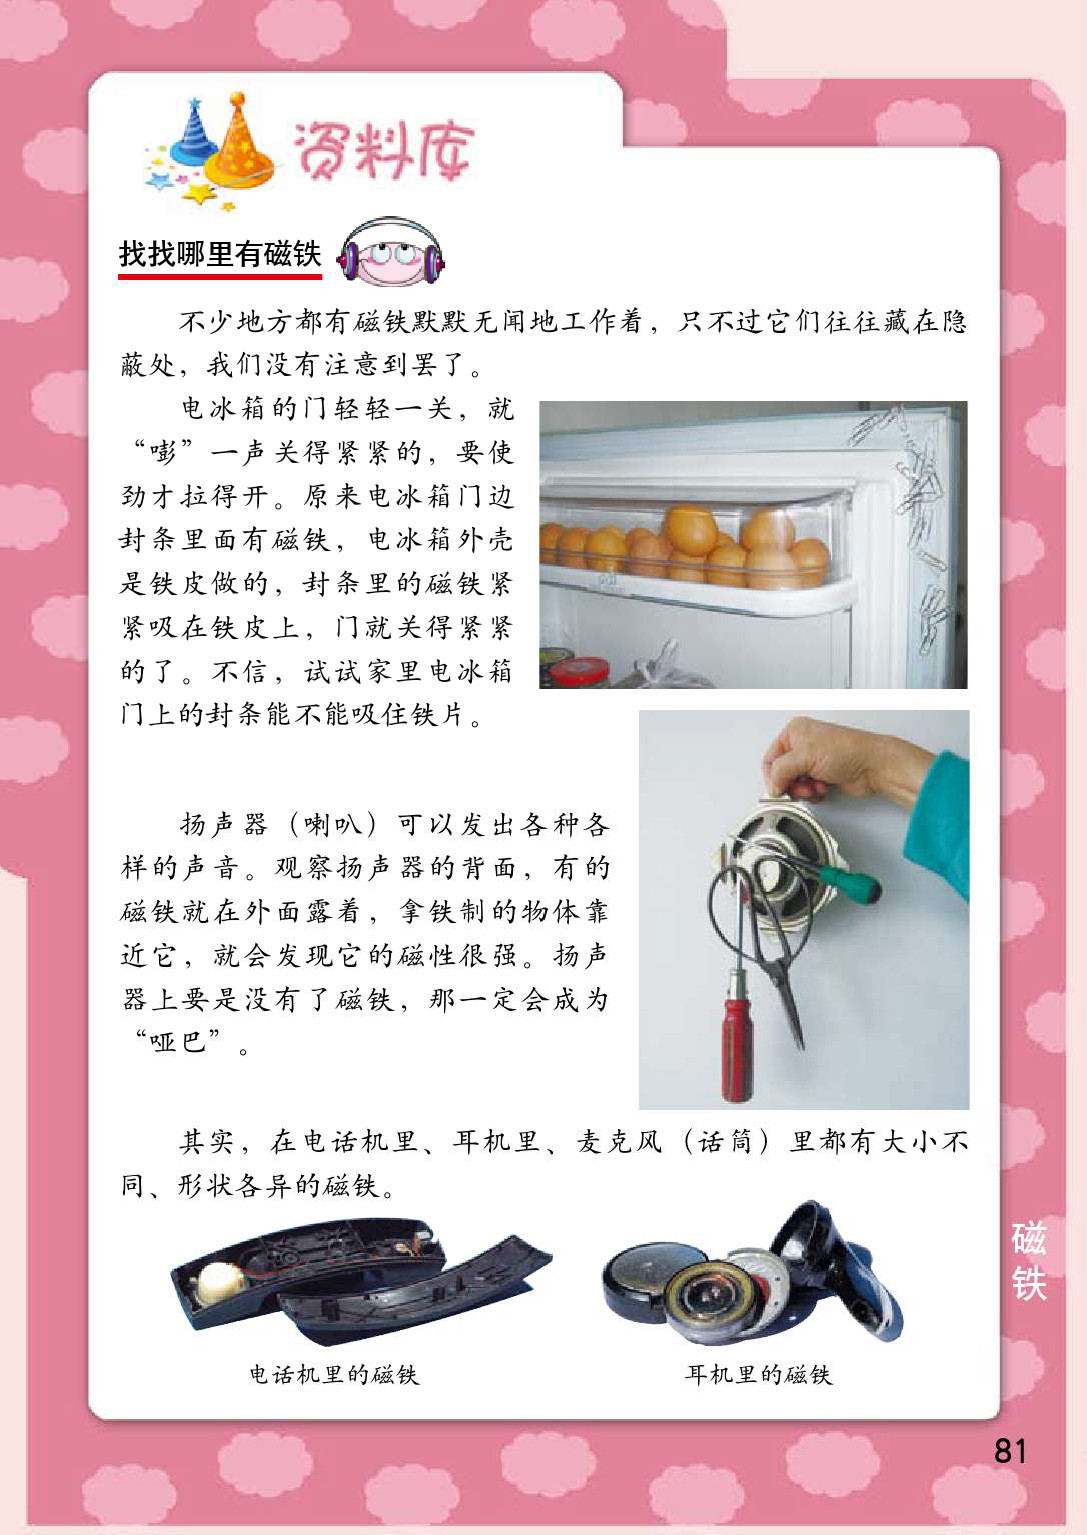 资料库
找找哪里有磁铁
不少地方都有磁铁默默无闻地工作着，只不过它们往往藏在隐
蔽处，我们没有注意到罢了。
电冰箱的门轻轻一关，就
“嘭”一声关得紧紧的，要使
劲才拉得开。原来电冰箱门边
封条里面有磁铁，电冰箱外壳
是铁皮做的，封条里的磁铁紧
紧吸在铁皮上，门就关得紧紧
的了。不信，试试家里电冰箱
门上的封条能不能吸住铁片。
扬声器（喇叭）可以发出各种各
样的声音。观察扬声器的背面，有的
磁铁就在外面露着，拿铁制的物体靠
近它，就会发现它的磁性很强。扬声
器上要是没有了磁铁，那一定会成为
“哑巴”。
其实，在电话机里、耳机里、麦克风（话筒）里都有大小不
同、形状各异的磁铁。
电话机里的磁铁
耳机里的磁铁
磁铁
81